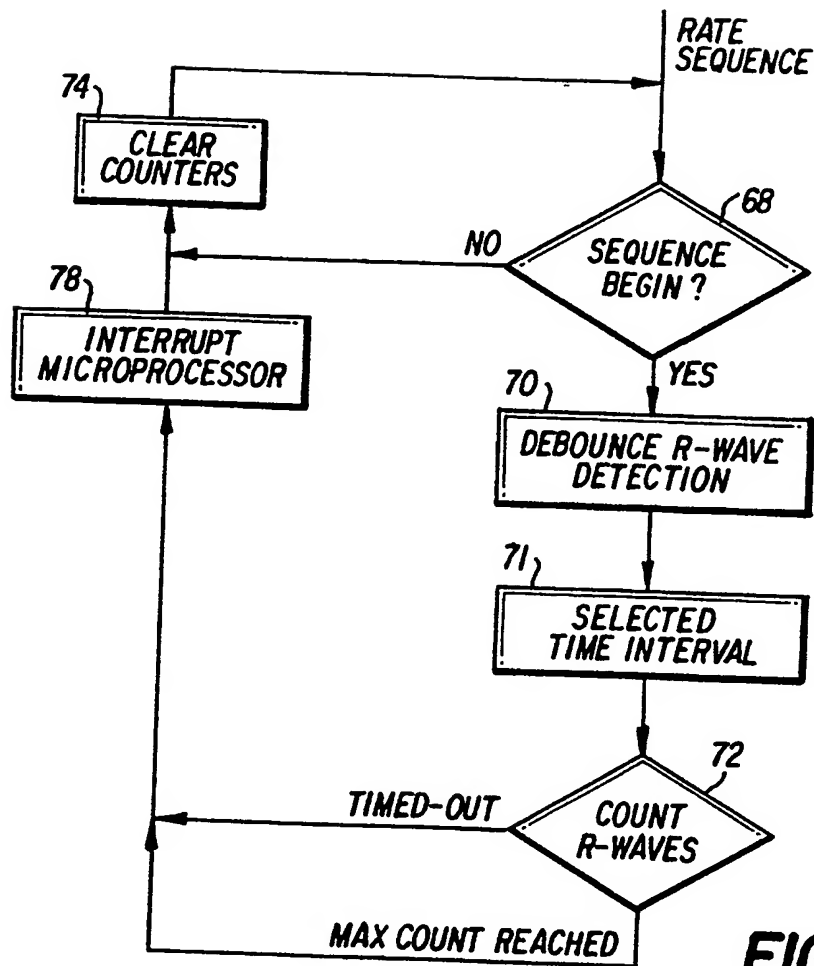 RATE
SEQUENCE
74
CLEAR
COUNTERS
68
SEQUENCE
BEGIN?
NO
78
INTERRUPT
MICROPROCESSOR
YES
70
DEBOUNCE R-WAVE
DETECTION
71
SELECTED
TIME INTERVAL
72
COUNT
R-WAVES
TIMED-OUT
MAX COUNT REACHED
FIG